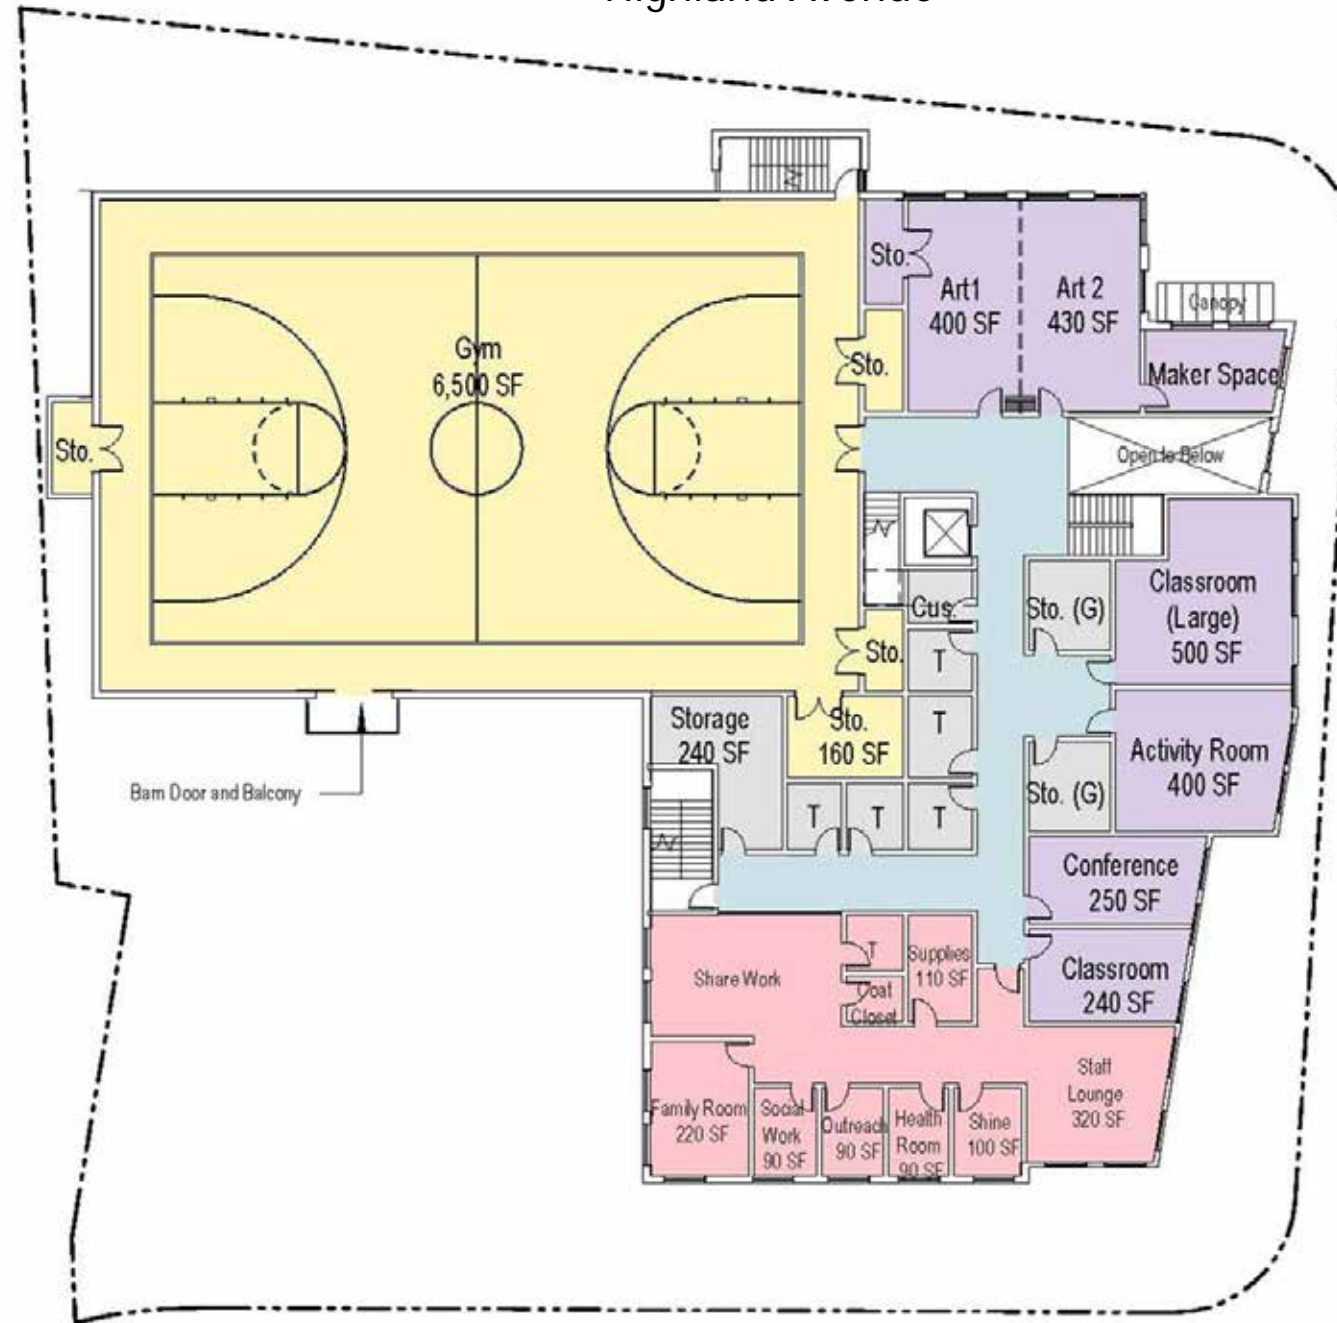 Highland Avenue
Sto.
Art1
400 SF
Art 2
430 SF
Canopy
Gym
6,500 SF
Sto.
Maker Space
Sto.
Open to Below
Classroom
(Large)
500 SF
Cus.
Sto. (G)
Sto.
T
Storage
240 SF
Sto.
160 SF
T
Activity Room
400 SF
Barn Door and Balcony
Sto. (G)
T
T
T
Conference
250 SF
Share Work
T
Supplies
110 SF
Classroom
240 SF
Coat
Closet
Staff
Lounge
320 SF
Family Room
220 SF
Social
Work
90 SF
Outreach
90 SF
Health
Room
90 SF
Shine
100 SF